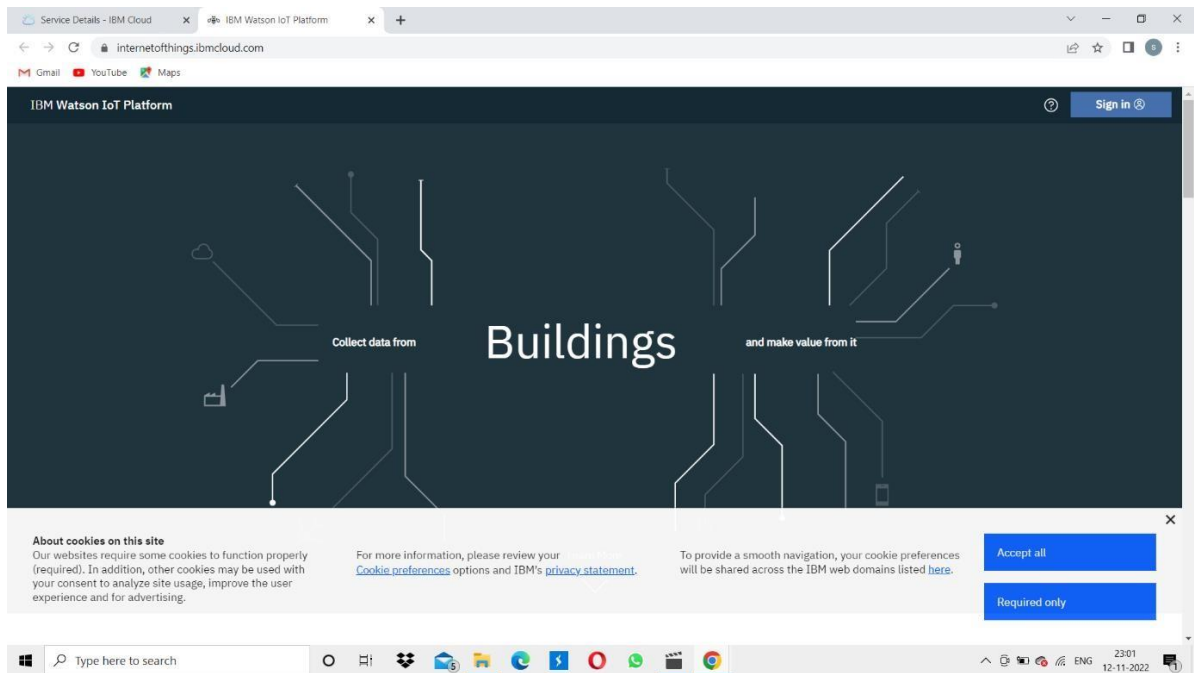 Service Details - IBM Cloud
IBM Watson IoT Platform
internetofthings.ibmcloud.com
Gmail
YouTube
Maps
IBM Watson IoT Platform
Sign in
Collect data from
Buildings
and make value from it
About cookies on this site
Our websites require some cookies to function properly
(required). In addition, other cookies may be used with
your consent to analyze site usage, improve the user
experience and for advertising.
For more information, please review your
Cookie preferences options and IBM's privacy statement.
To provide a smooth navigation, your cookie preferences
will be shared across the IBM web domains listed here.
Accept all
Required only
Type here to search
5
ENG
23:01
12-11-2022
1